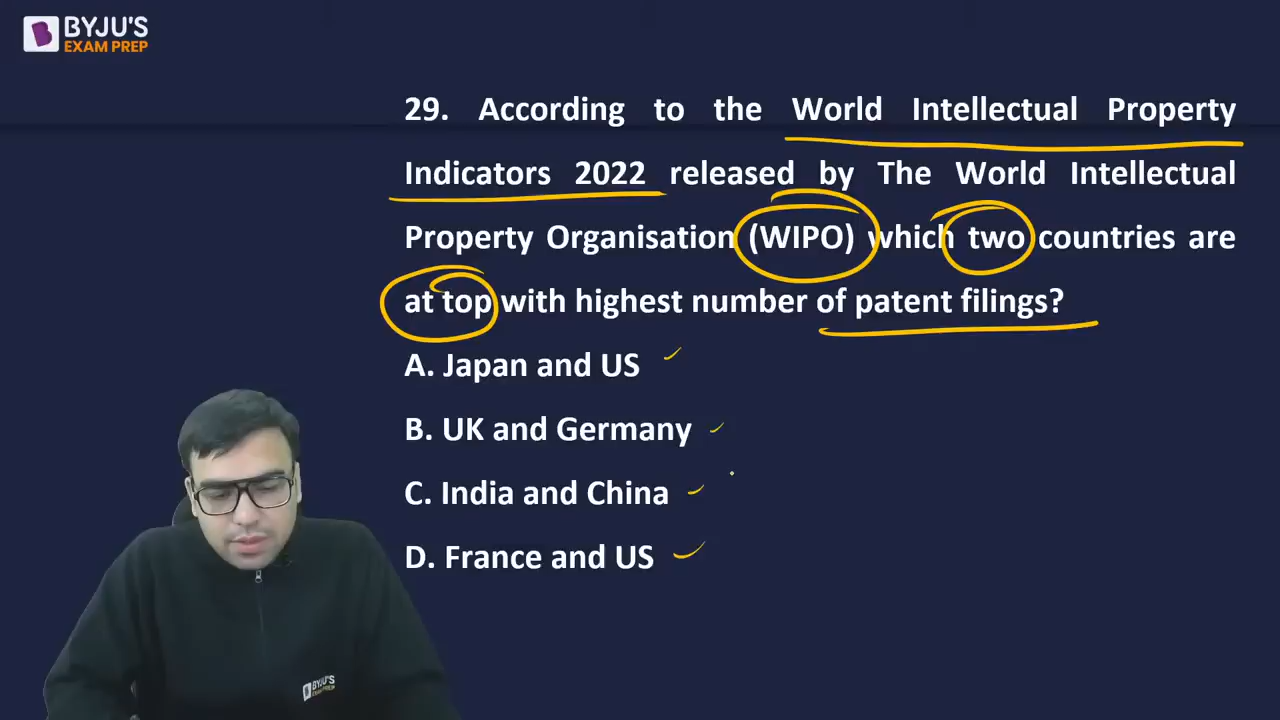 BYJU'S
EXAM PREP
29. According to the World Intellectual Property
Indicators 2022 released by The World Intellectual
Property Organisation (WIPO) which two countries are
at top with highest number of patent filings?
A. Japan and US
B. UK and Germany
C. India and China
D. France and US
BYJU'S
EXAM PREP